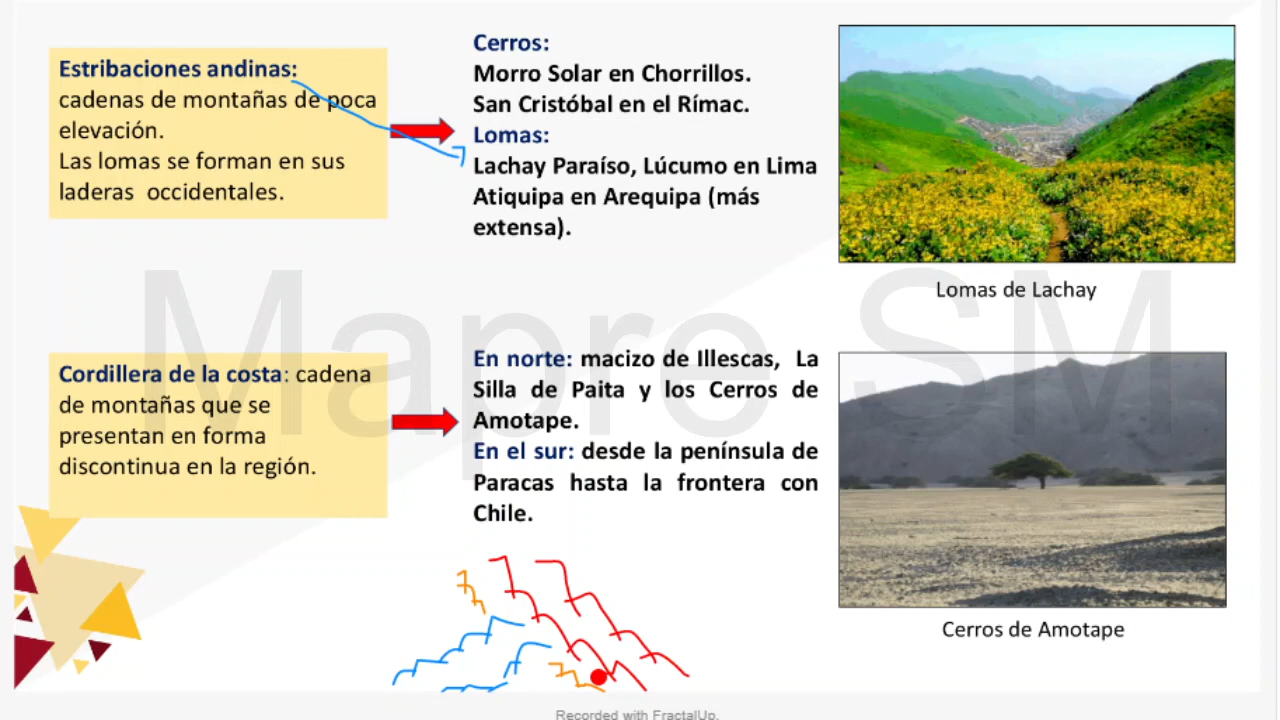 Estribaciones andinas:
cadenas de montañas de poca
elevación.
Las lomas se forman en sus
laderas occidentales.
Cerros:
Morro Solar en Chorrillos.
San Cristóbal en el Rímac.
Lomas:
Lachay Paraíso, Lúcumo en Lima
Atiquipa en Arequipa (más
extensa).
Lomas de Lachay
Cordillera de la costa: cadena
de montañas que se
presentan en forma
discontinua en la región.
En norte: macizo de Illescas, La
Silla de Paita y los Cerros de
Amotape.
En el sur: desde la península de
Paracas hasta la frontera con
Chile.
Cerros de Amotape
Mapre SM
Recorded with FractalUp.